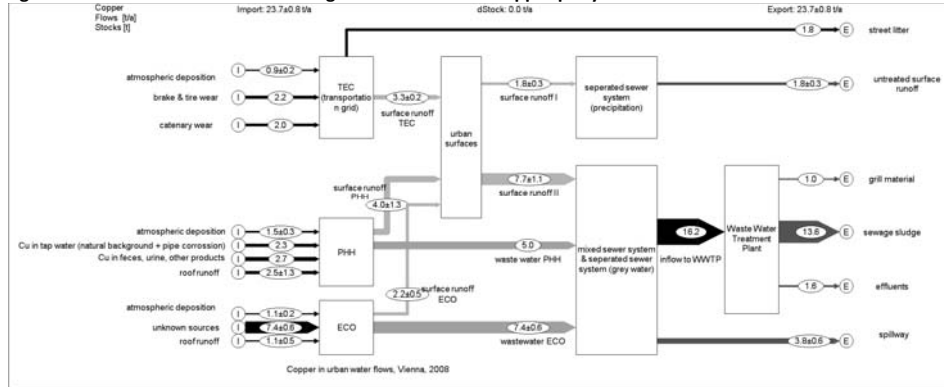 Copper
Flows [t/a]
Stocks [t]
Import: 23.7±0.8 t/a
dStock: 0.0 t/a
Export: 23.7±0.8 t/a
1.8
E
street litter
atmospheric deposition
I
0.9±0.2
brake & tire wear
I
2.2
catenary wear
I
2.0
TEC
(transportatio
n grid)
3.3±0.2
surface runoff
TEC
urban
surfaces
1.8±0.3
surface runoff I
seperated sewer
system
(precipitation)
1.8±0.3
E
untreated surface
runoff
surface runoff
PHH
4.0±1.3
7.7±1.1
surface runoff II
atmospheric deposition
I
1.5±0.3
Cu in tap water (natural background + pipe corrossion)
I
2.3
Cu in feces, urine, other products
I
2.7
roof runoff
I
2.5±1.3
PHH
5.0
waste water PHH
mixed sewer system
& seperated sewer
system (grey water)
16.2
inflow to WWTP
Waste Water
Treatment
Plant
1.0
E
grill material
13.6
E
sewage sludge
1.6
E
effluents
2.2±0.5
surface runoff
ECO
atmospheric deposition
I
1.1±0.2
unknown sources
I
7.4±0.6
roof runoff
I
1.1±0.5
ECO
7.4±0.6
wastewater ECO
3.8±0.6
E
spillway
Copper in urban water flows, Vienna, 2008